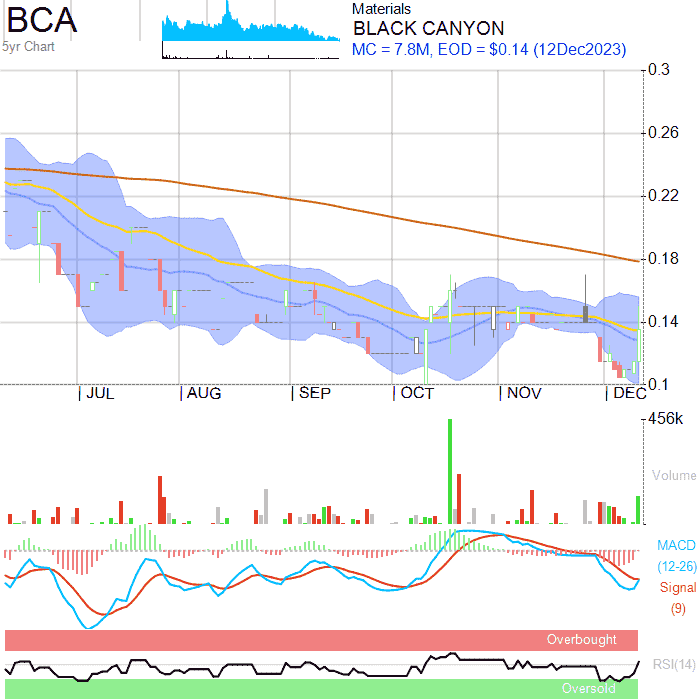 BCA
5yr Chart
Materials
BLACK CANYON
MC = 7.8M, EOD = $0.14 (12Dec2023)
0.3
0.26
0.22
0.18
0.14
0.1
JUL AUG SEP OCT NOV DEC
456k
Volume
MACD
(12-26)
Signal
(9)
Overbought
RSI(14)
Oversold